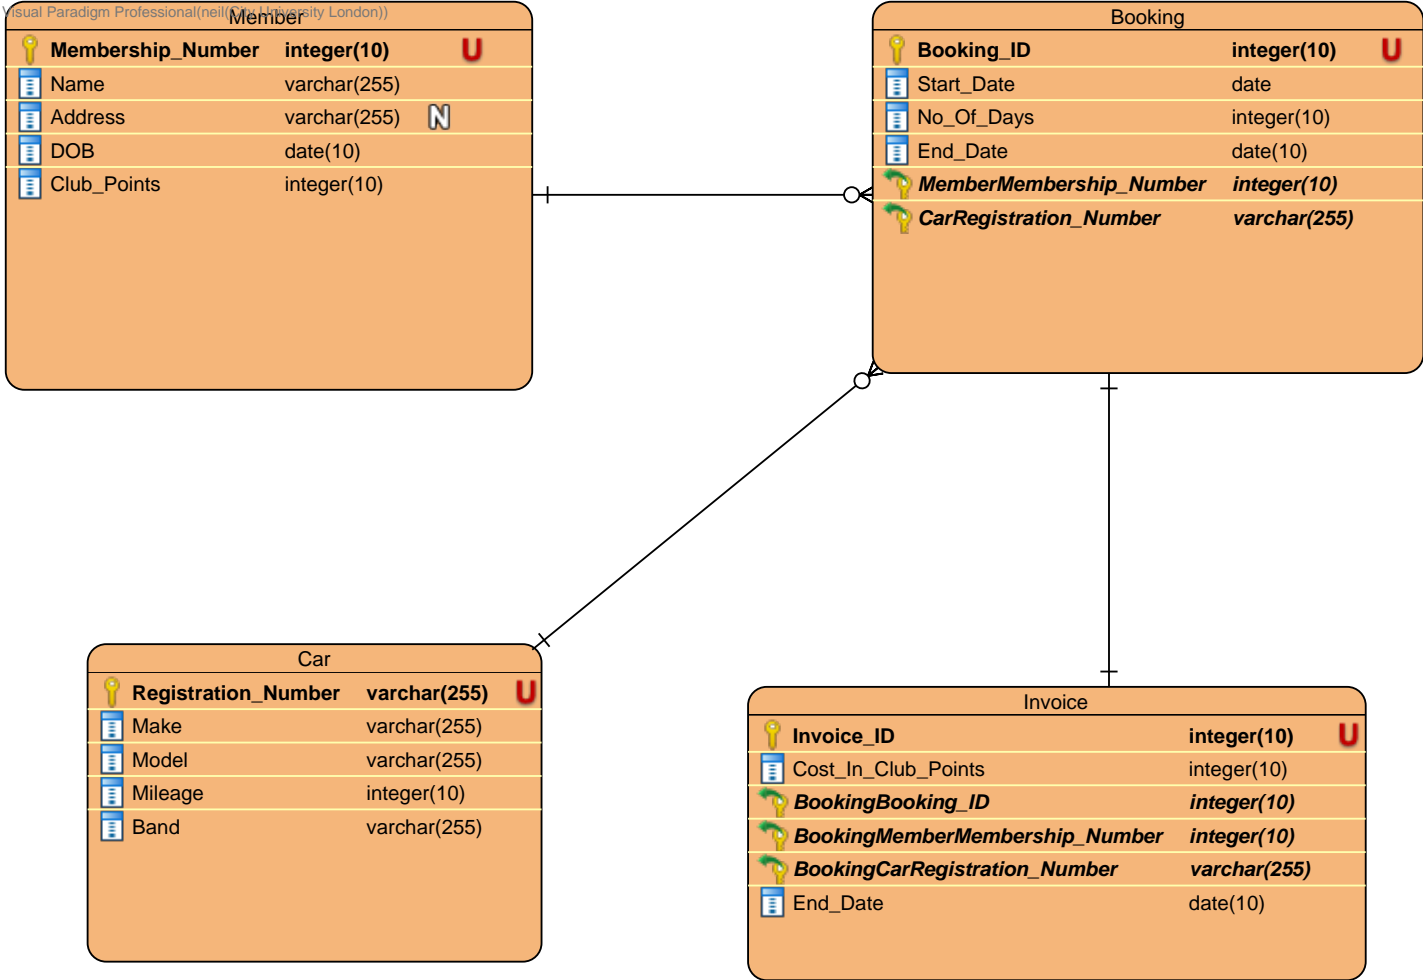 Visual Paradigm Professional(neil(City University London))
Member
Membership_Number integer(10) U
Name varchar(255)
Address varchar(255) N
DOB date(10)
Club_Points integer(10)
Booking
Booking_ID integer(10) U
Start_Date date
No_Of_Days integer(10)
End_Date date(10)
MemberMembership_Number integer(10)
CarRegistration_Number varchar(255)
Car
Registration_Number varchar(255) U
Make varchar(255)
Model varchar(255)
Mileage integer(10)
Band varchar(255)
Invoice
Invoice_ID integer(10) U
Cost_In_Club_Points integer(10)
BookingBooking_ID integer(10)
BookingMemberMembership_Number integer(10)
BookingCarRegistration_Number varchar(255)
End_Date date(10)